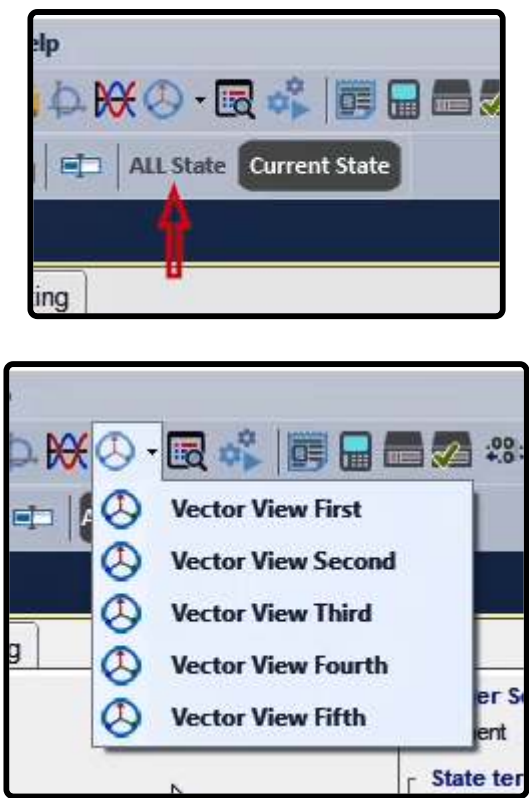 elp
ALL State Current State
ing
Vector View First
Vector View Second
Vector View Third
Vector View Fourth
Vector View Fifth
g
er S
ent
State ter